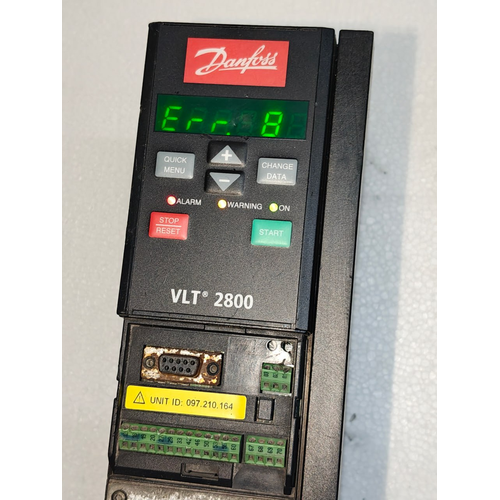 Danfoss
Err. 8
QUICK
MENU
+
CHANGE
DATA
-
ALARM
WARNING
ON
STOP
RESET
START
VLT® 2800
UNIT ID: 097.210.164